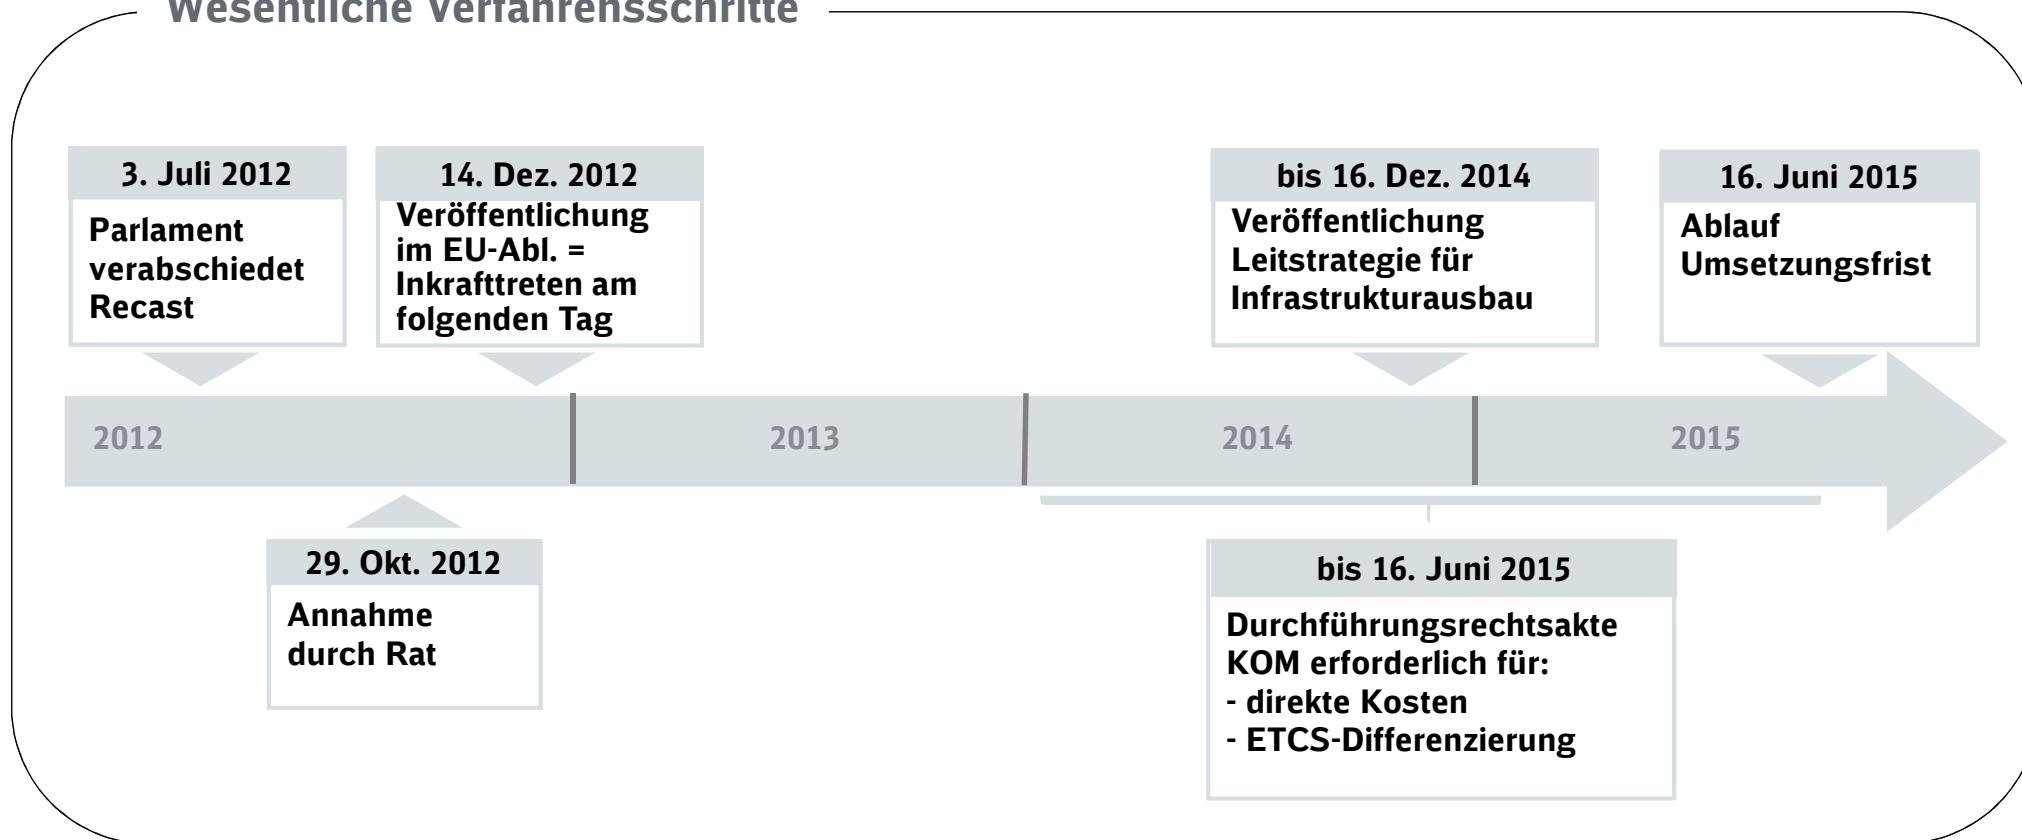 Wesentliche Verfahrensschritte
3. Juli 2012
Parlament
verabschiedet
Recast
14. Dez. 2012
Veröffentlichung
im EU-Abl. =
Inkrafttreten am
folgenden Tag
bis 16. Dez. 2014
Veröffentlichung
Leitstrategie für
Infrastrukturausbau
16. Juni 2015
Ablauf
Umsetzungsfrist
2012
2013
2014
2015
29. Okt. 2012
Annahme
durch Rat
bis 16. Juni 2015
Durchführungsrechtsakte
KOM erforderlich für:
- direkte Kosten
- ETCS-Differenzierung